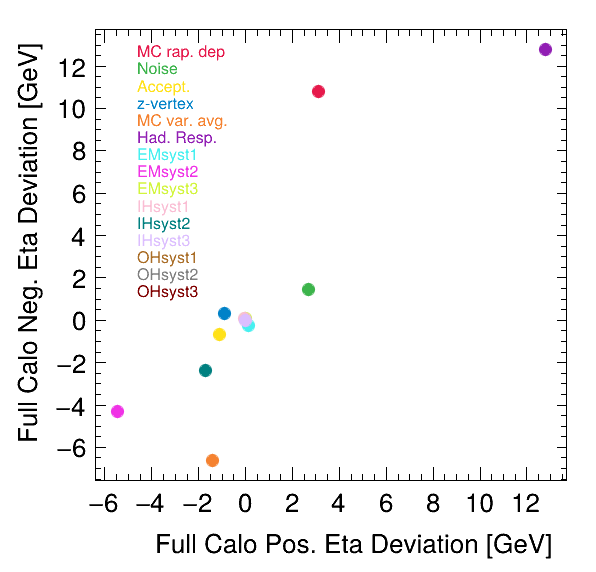 MC rap. dep
Noise
Accept.
z-vertex
MC var. avg.
Had. Resp.
EMsyst1
EMsyst2
EMsyst3
IHsyst1
IHsyst2
IHsyst3
OHsyst1
OHsyst2
OHsyst3
Full Calo Neg. Eta Deviation [GeV]
12
10
8
6
4
2
0
−2
−4
−6
−6 −4 −2 0 2 4 6 8 10 12
Full Calo Pos. Eta Deviation [GeV]